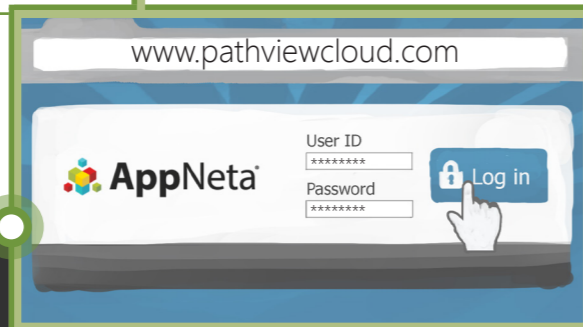 www.pathviewcloud.com
User ID
********
AppNeta
Log in
Password
********